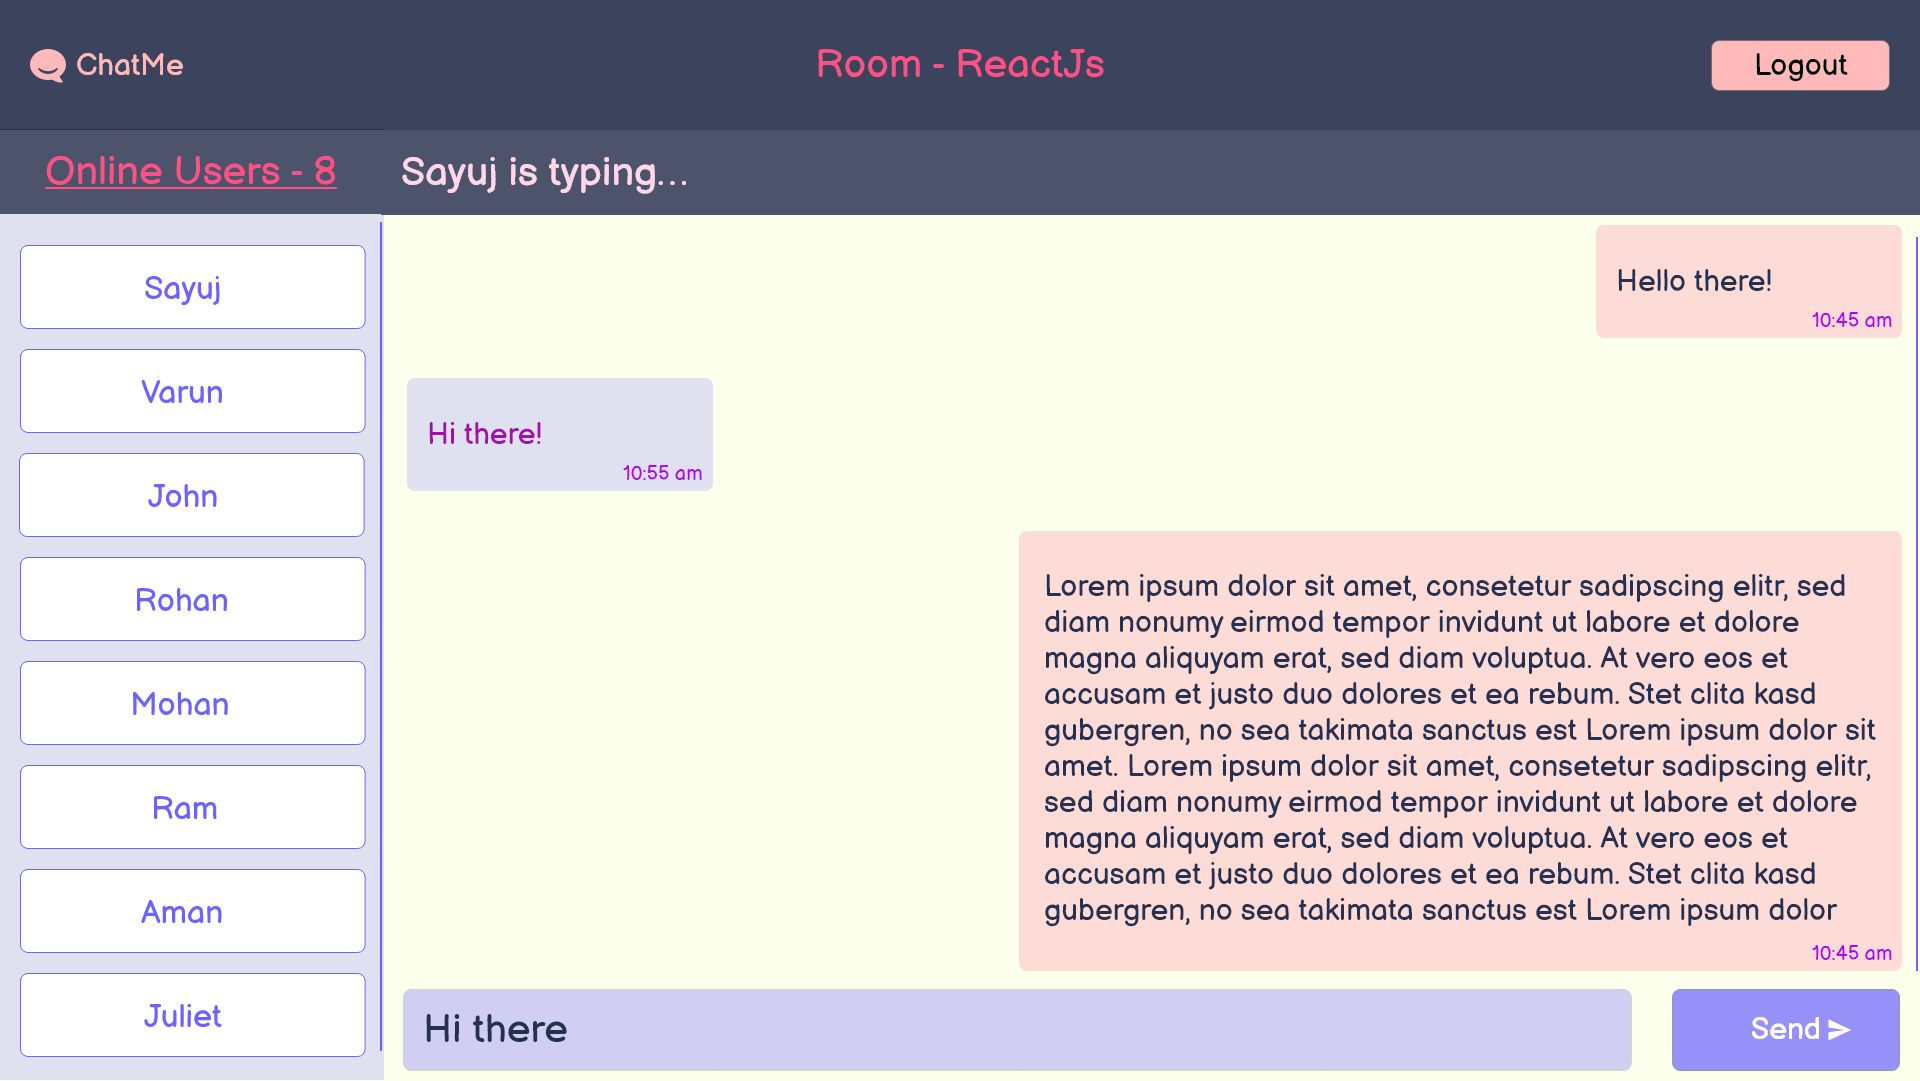 ChatMe
Room - ReactJs
Logout
Online Users - 8
Sayuj is typing...
Sayuj
Varun
John
Rohan
Mohan
Ram
Aman
Juliet
Hello there!
10:45 am
Hi there!
10:55 am
Lorem ipsum dolor sit amet, consetetur sadipscing elitr, sed
diam nonumy eirmod tempor invidunt ut labore et dolore
magna aliquyam erat, sed diam voluptua. At vero eos et
accusam et justo duo dolores et ea rebum. Stet clita kasd
gubergren, no sea takimata sanctus est Lorem ipsum dolor sit
amet. Lorem ipsum dolor sit amet, consetetur sadipscing elitr,
sed diam nonumy eirmod tempor invidunt ut labore et dolore
magna aliquyam erat, sed diam voluptua. At vero eos et
accusam et justo duo dolores et ea rebum. Stet clita kasd
gubergren, no sea takimata sanctus est Lorem ipsum dolor
10:45 am
Hi there
Send